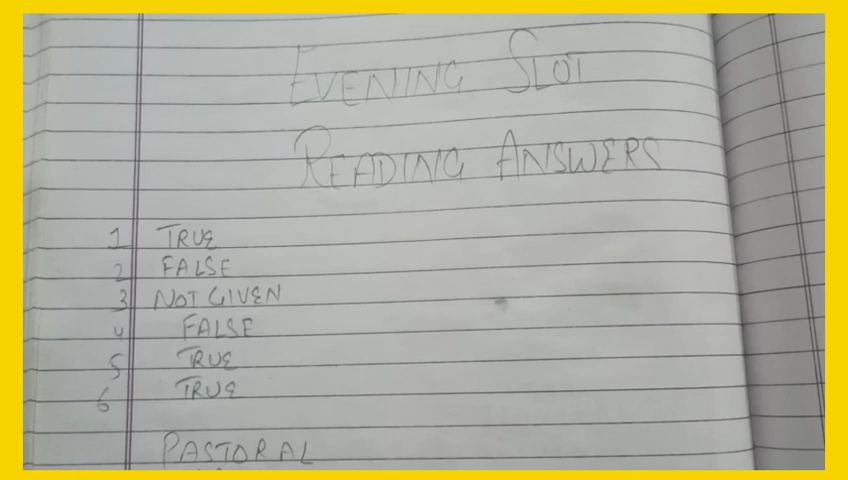 EVENING SLOT
READING ANSWERS
1 TRUE
2 FALSE
3 NOT GIVEN
4 FALSE
5 TRUE
6 TRUE
PASTORAL